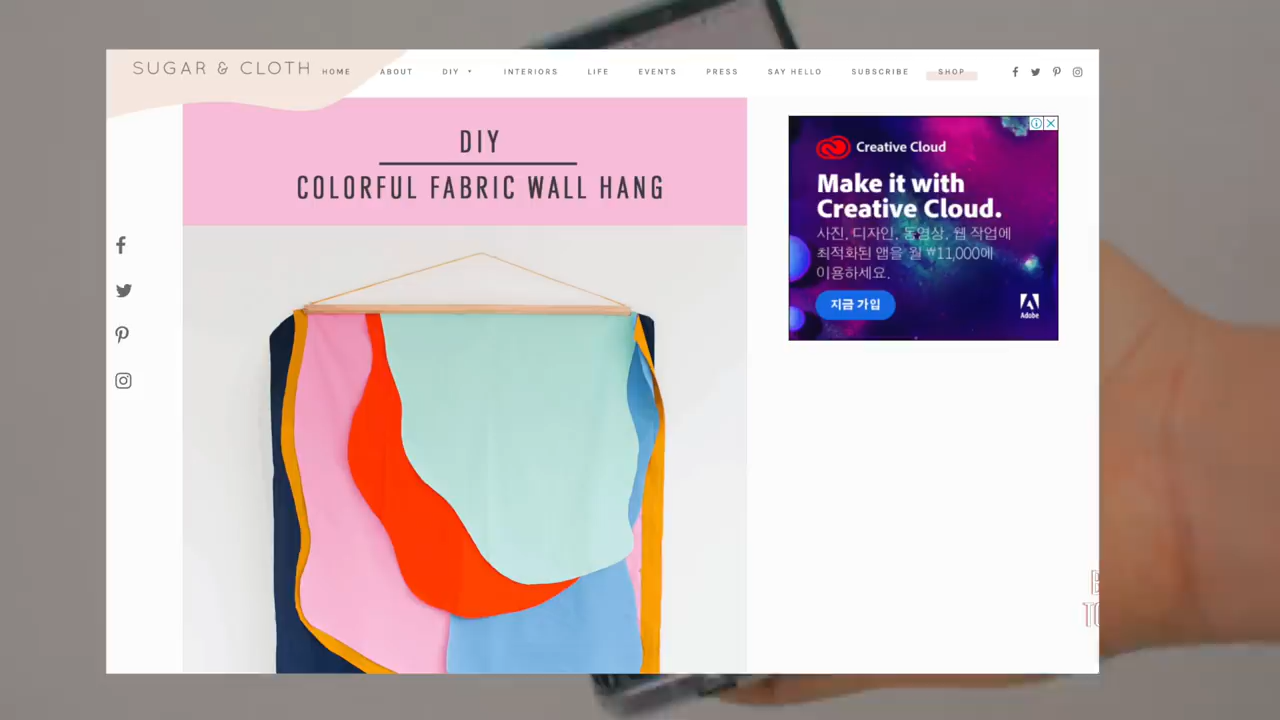 SUGAR & CLOTH
HOME ABOUT DIY INTERIORS LIFE EVENTS PRESS SAY HELLO SUBSCRIBE SHOP
DIY
COLORFUL FABRIC WALL HANG
Creative Cloud
Make it with
Creative Cloud.
사진, 디자인, 동영상, 웹 작업에
최적화된 앱을 월 ₩11,000에
이용하세요.
지금 가입
Adobe